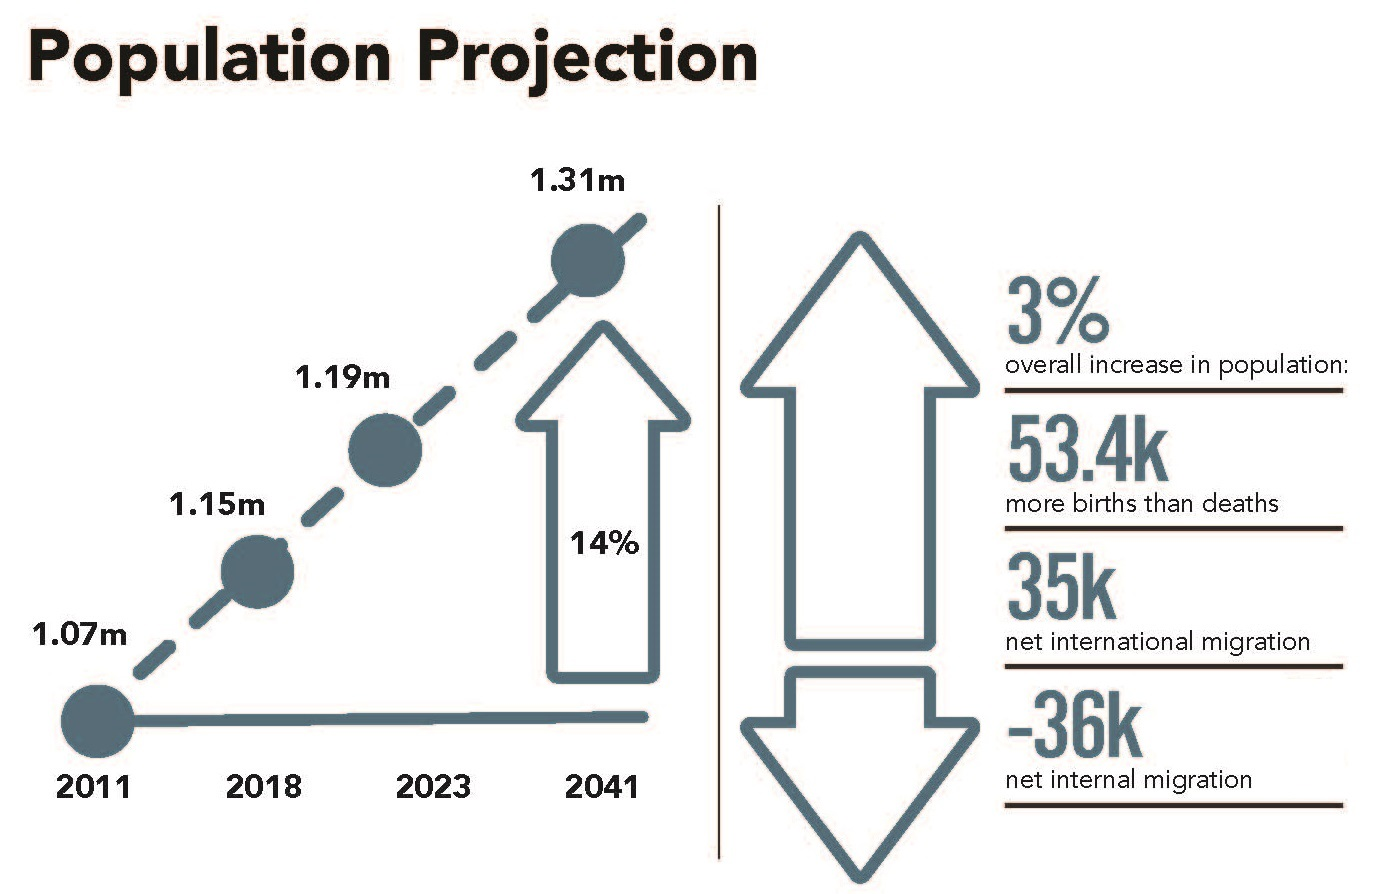 Population Projection
1.31m
1.19m
1.15m
1.07m
14%
2011 2018 2023 2041
3%
overall increase in population:
53.4k
more births than deaths
35k
net international migration
-36k
net internal migration